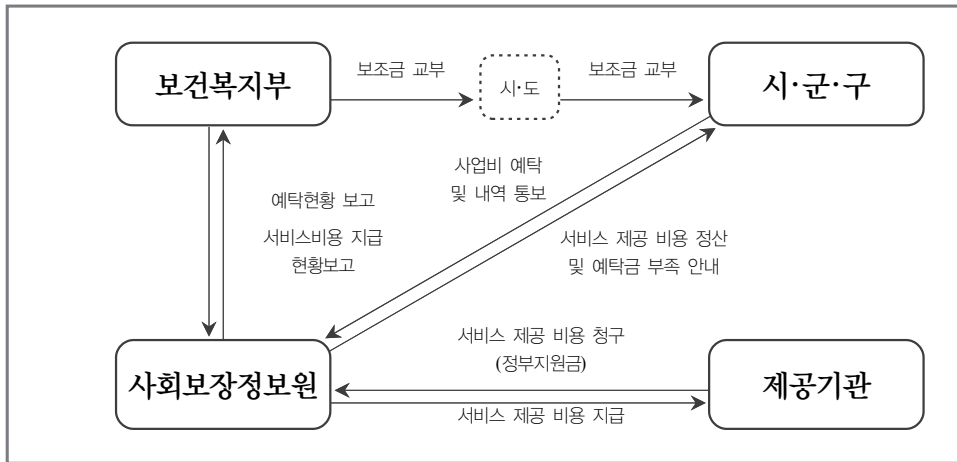 보조금 교부
보조금 교부
보건복지부
시·도
시·군·구
사업비 예탁
및 내역 통보
예탁현황 보고
서비스비용 지급
현황보고
서비스 제공 비용 정산
및 예탁금 부족 안내
서비스 제공 비용 청구
(정부지원금)
사회보장정보원
제공기관
서비스 제공 비용 지급